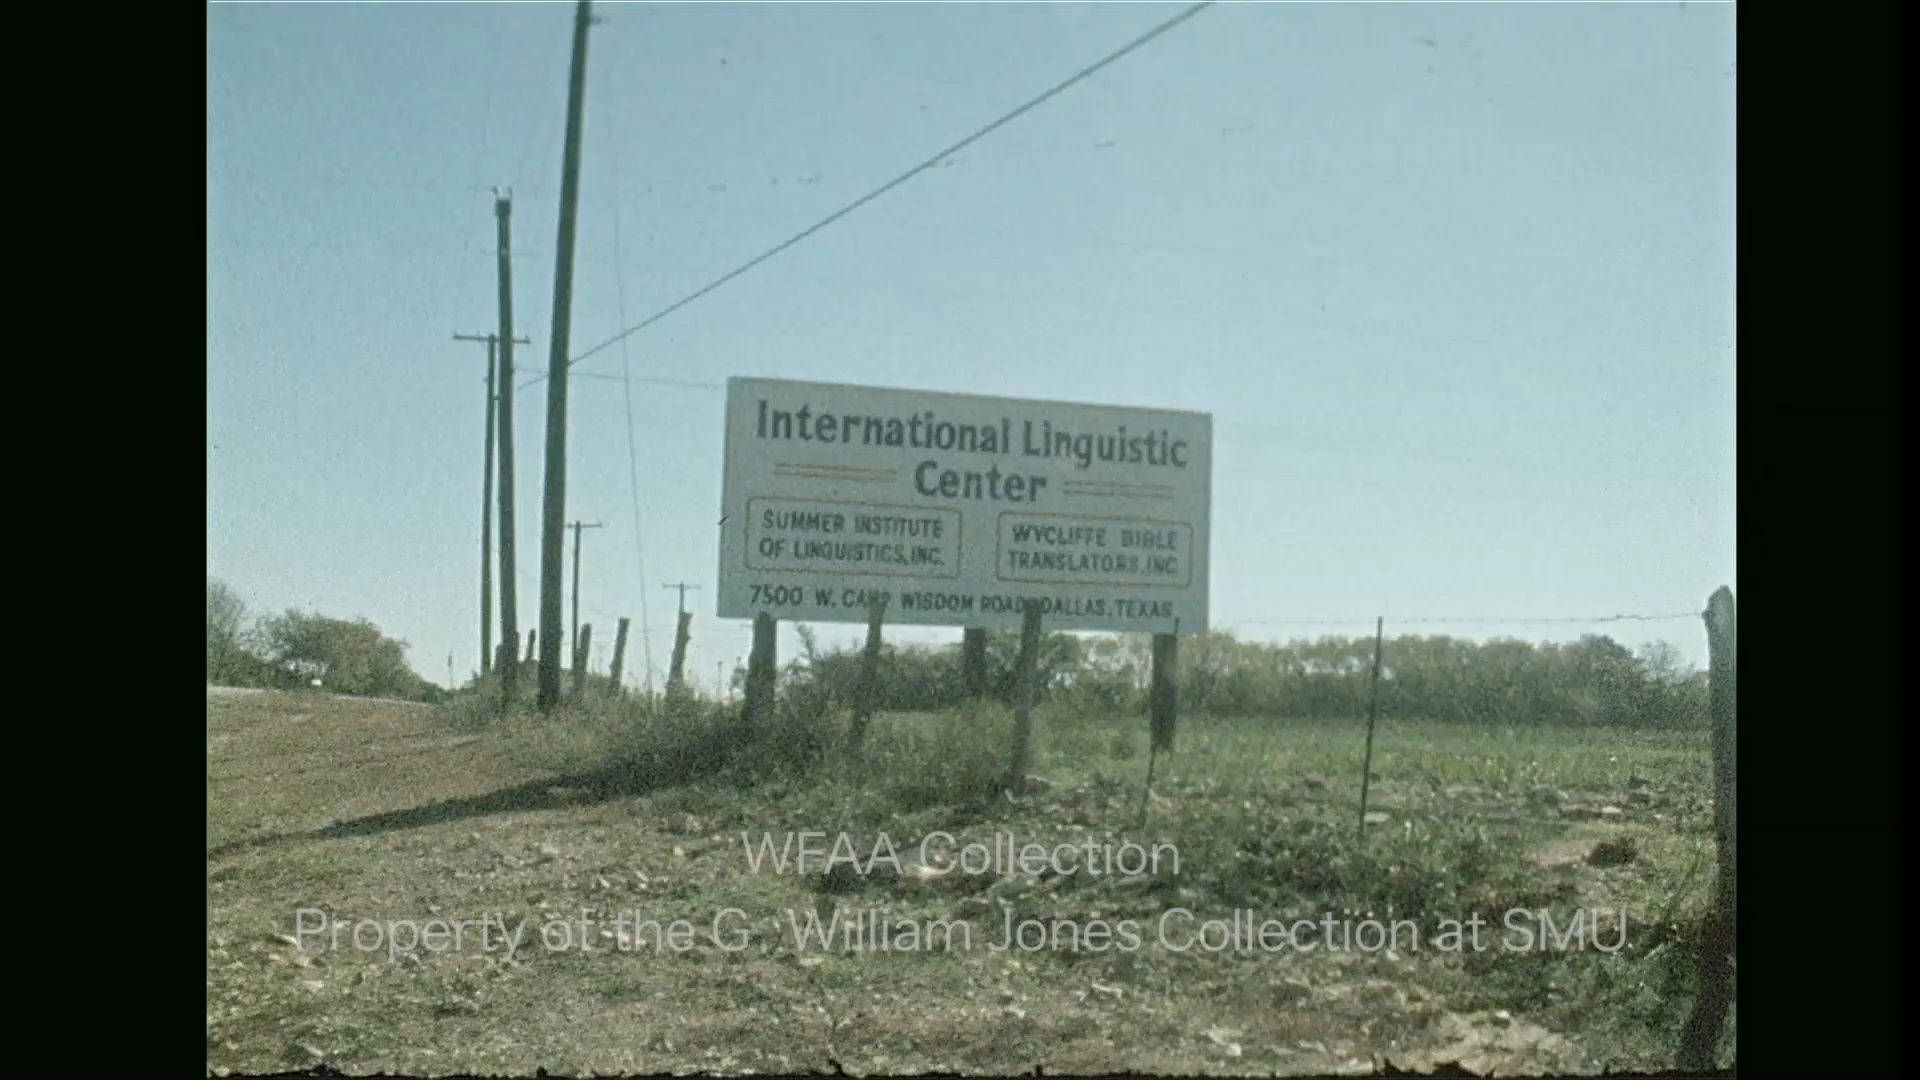 International Linguistic
Center
SUMMER INSTITUTE
OF LINGUISTICS, INC.
WYCLIFFE BIBLE
TRANSLATORS, INC.
7500 W. CAMP WISDOM ROAD DALLAS, TEXAS
WFAA Collection
Property of the G. William Jones Collection at SMU